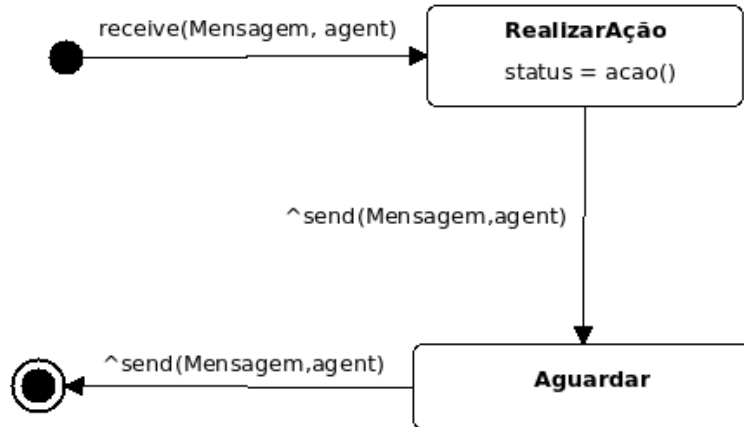 receive(Mensagem, agent)
RealizarAção
status = acao()
^send(Mensagem,agent)
^send(Mensagem,agent)
Aguardar